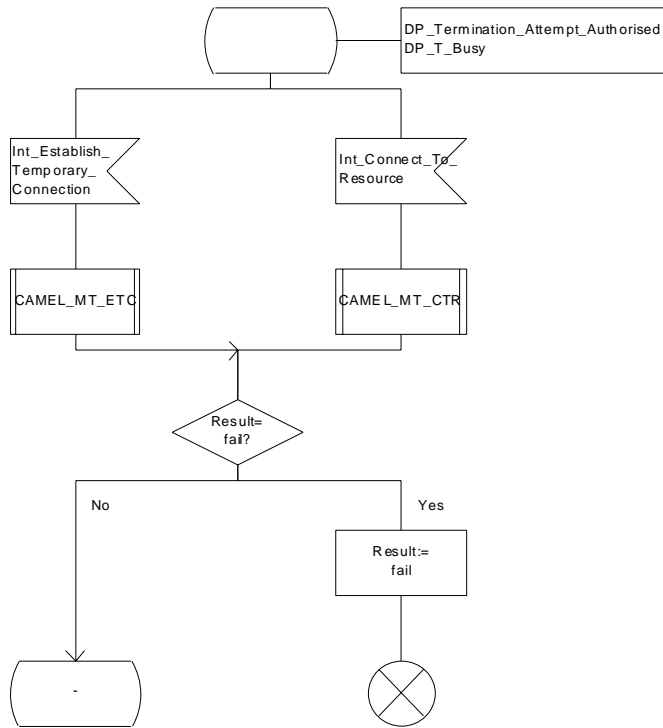 DP_Termination_Attempt_Authorised
DP_T_Busy
Int_Establish_
Temporary_
Connection
Int_Connect_To_
Resource
CAMEL_MT_ETC
CAMEL_MT_CTR
Result=
fail?
No
Yes
Result:=
fail
-